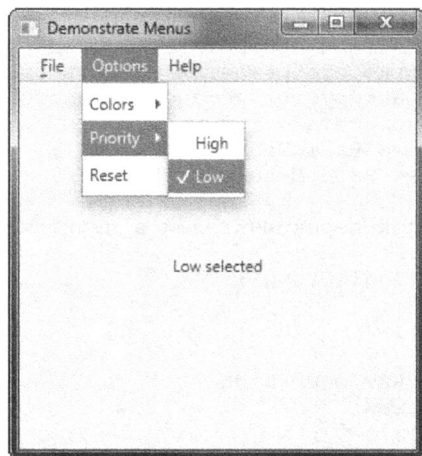 Demonstrate Menus
File Options Help
Colors
Priority
High
Reset
Low
Low selected